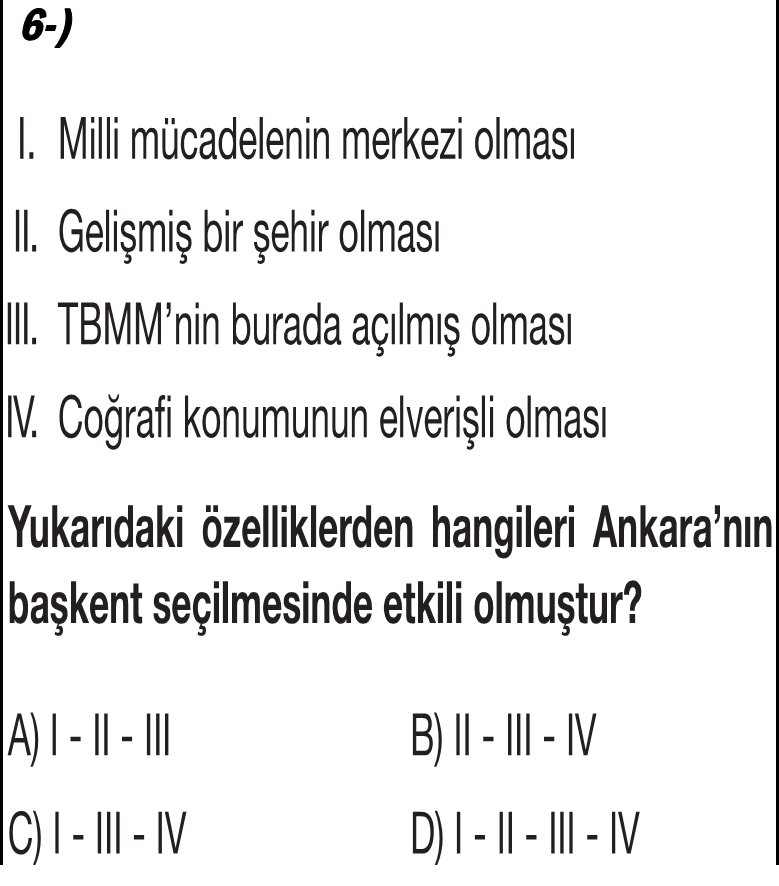 6-)
I. Milli mücadelenin merkezi olması
II. Gelişmiş bir şehir olması
III. TBMM’nin burada açılmış olması
IV. Coğrafi konumunun elverişli olması
Yukarıdaki özelliklerden hangileri Ankara’nın
başkent seçilmesinde etkili olmuştur?
A) I - II - III B) II - III - IV
C) I - III - IV D) I - II - III - IV